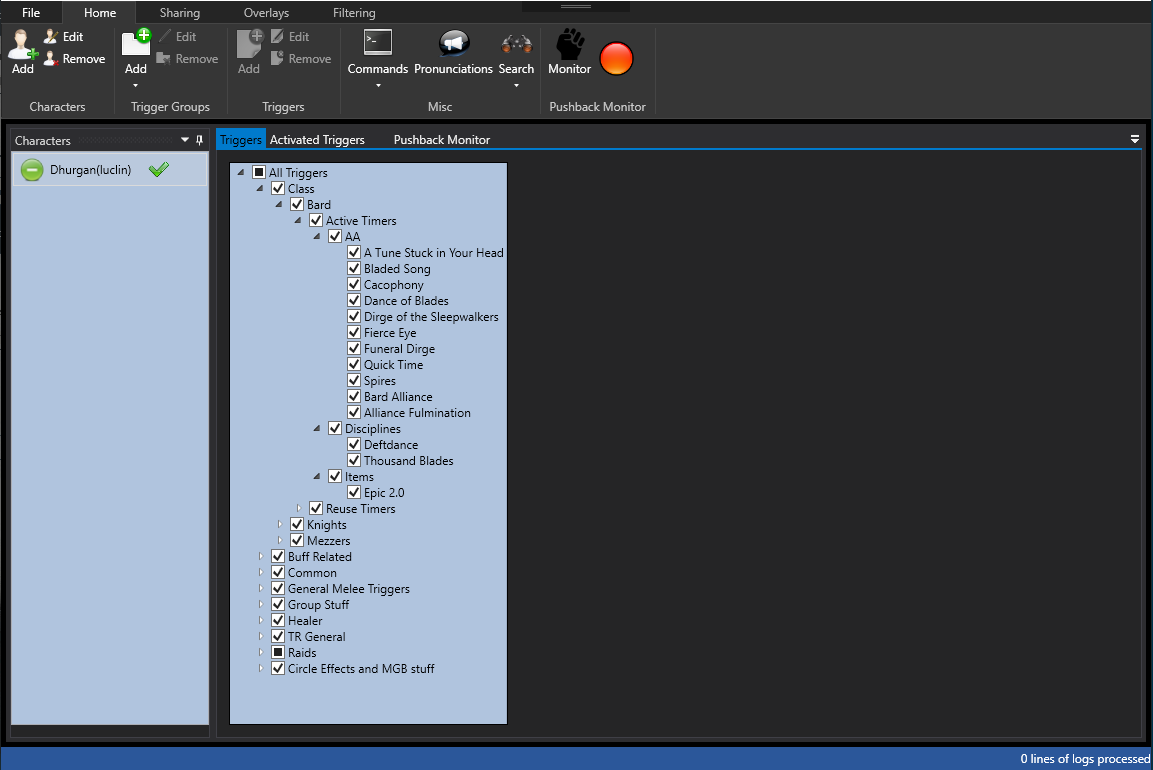 File Home Sharing Overlays Filtering
Add Edit Remove
Add Edit Remove
Add Edit Remove
Commands Pronunciations Search
Monitor
Characters Trigger Groups Triggers Misc Pushback Monitor
Characters
Dhurgan(luclin)
Triggers Activated Triggers Pushback Monitor
All Triggers
Class
Bard
Active Timers
AA
A Tune Stuck in Your Head
Bladed Song
Cacophony
Dance of Blades
Dirge of the Sleepwalkers
Fierce Eye
Funeral Dirge
Quick Time
Spires
Bard Alliance
Alliance Fulmination
Disciplines
Deftdance
Thousand Blades
Items
Epic 2.0
Reuse Timers
Knights
Mezzers
Buff Related
Common
General Melee Triggers
Group Stuff
Healer
TR General
Raids
Circle Effects and MGB stuff
0 lines of logs processed